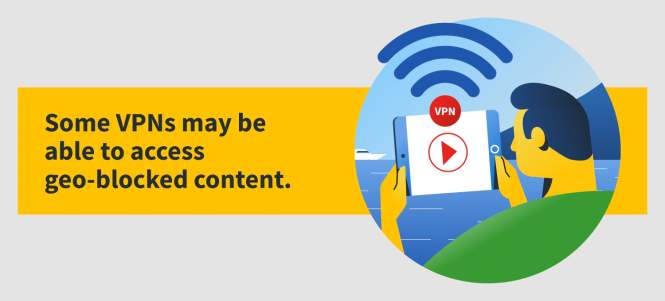 Some VPNs may be
able to access
geo-blocked content.
VPN